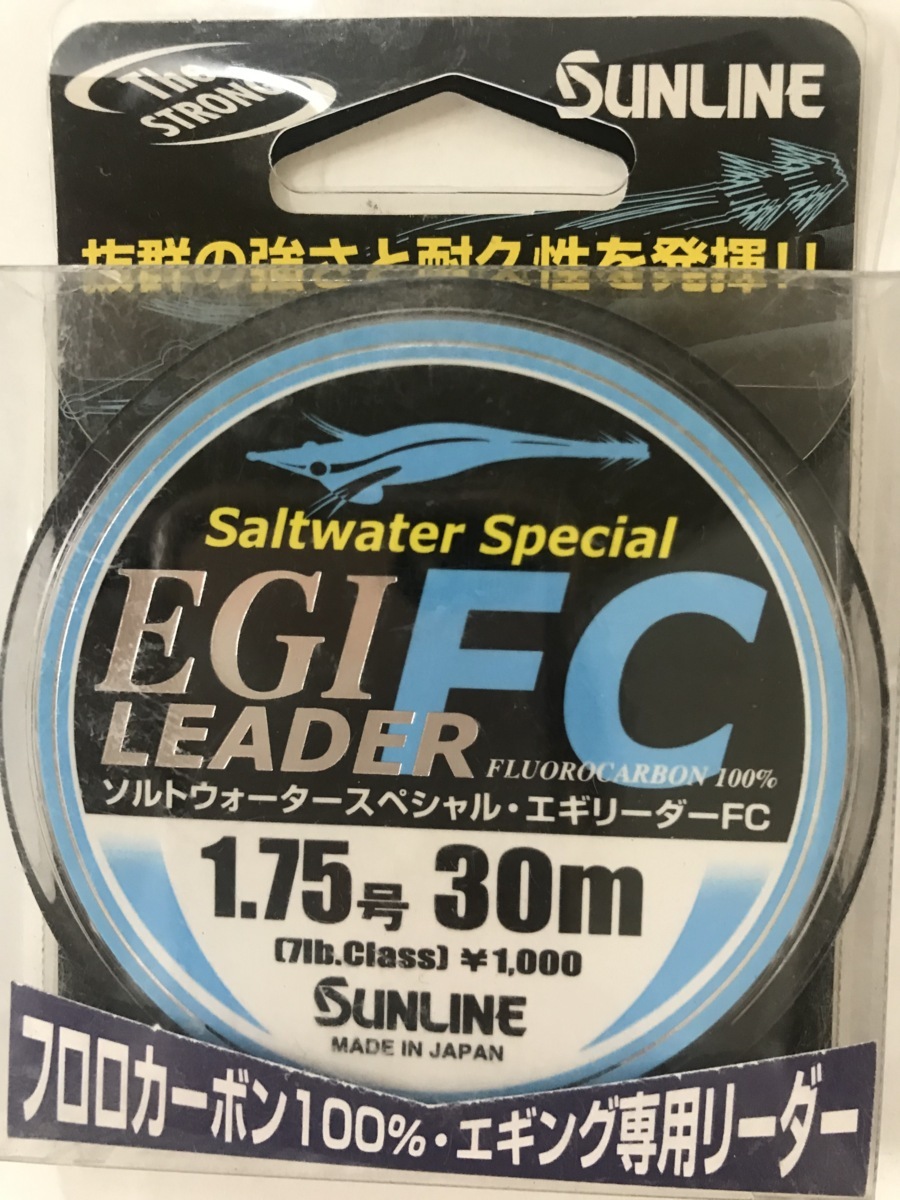 The STRONG
SUNLINE
抜群の強さと耐久性を発揮!!
Saltwater Special
EGI FC
LEADER
FLUOROCARBON 100%
ソルトウォータースペシャル・エギリーダーFC
1.75号 30m
(7lb.Class) ¥1,000
SUNLINE
MADE IN JAPAN
フロロカーボン100%・エギング専用リーダー